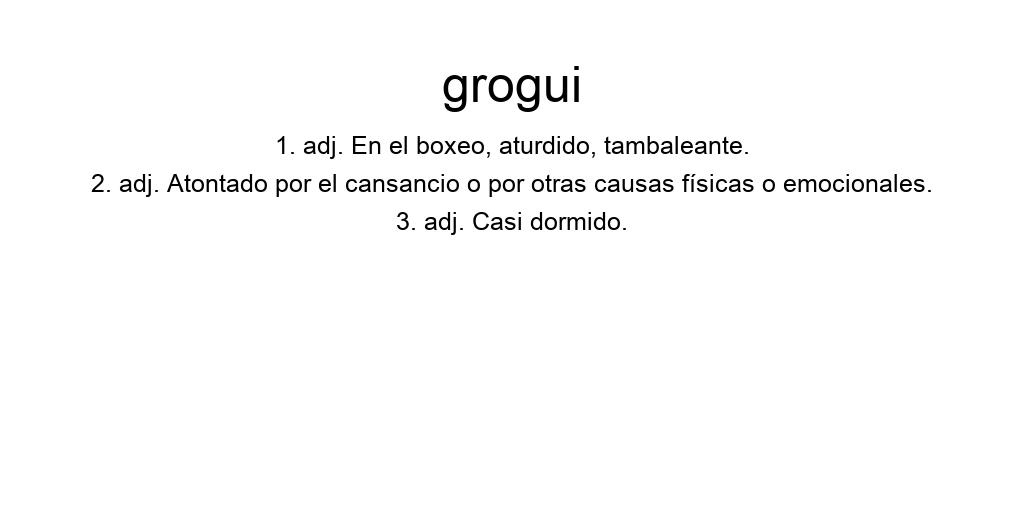 grogui
1. adj. En el boxeo, aturdido, tambaleante.
2. adj. Atontado por el cansancio o por otras causas físicas o emocionales.
3. adj. Casi dormido.